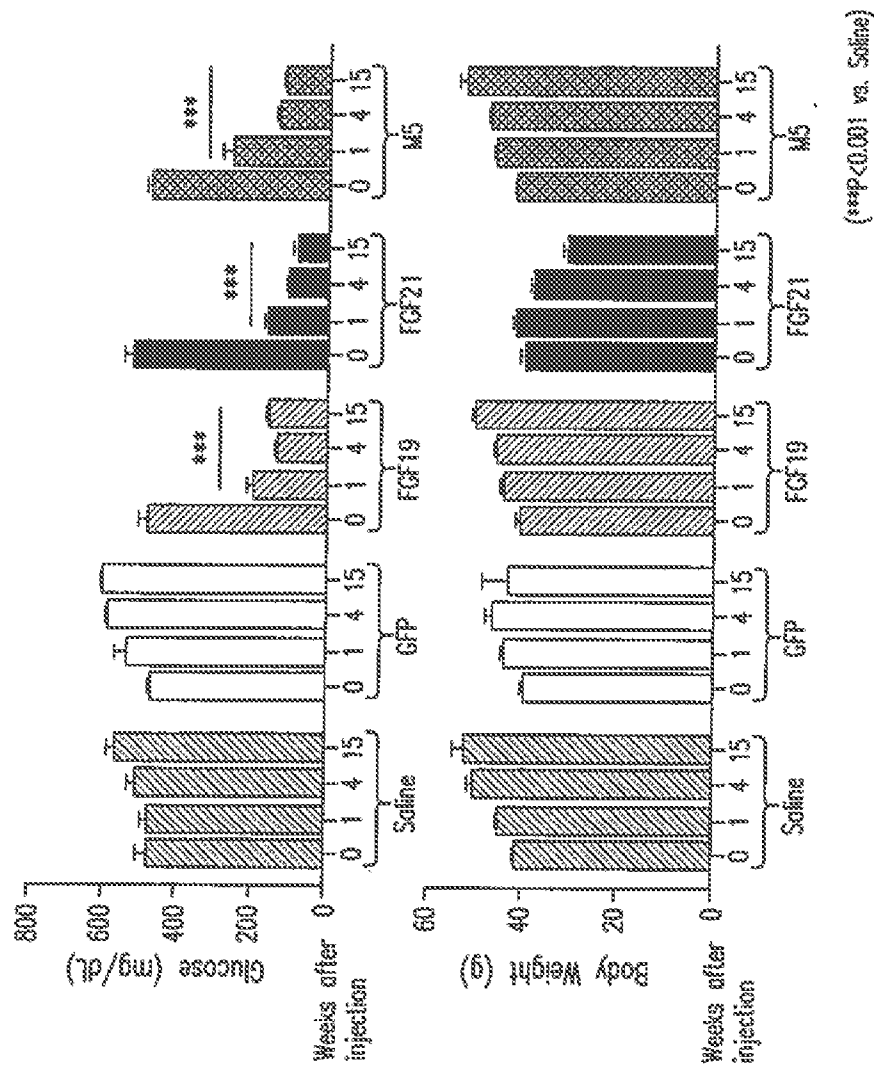 800
600
400
200
0
Glucose (mg/dL)
***
***
***
Weeks after
injection
0 1 4 15 0 1 4 15 0 1 4 15 0 1 4 15 0 1 4 15
Saline GFP FGF19 FGF21 M5
60
40
20
0
Body Weight (g)
Weeks after
injection
0 1 4 15 0 1 4 15 0 1 4 15 0 1 4 15 0 1 4 15
Saline GFP FGF19 FGF21 M5
(***P<0.001 vs. Saline)